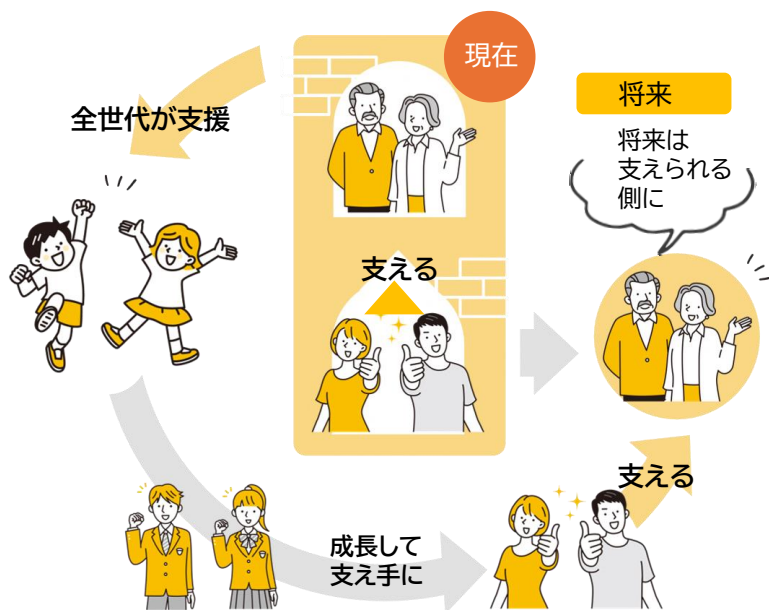 現在
全世代が支援
支える
将来
将来は
支えられる
側に
支える
成長して
支え手に